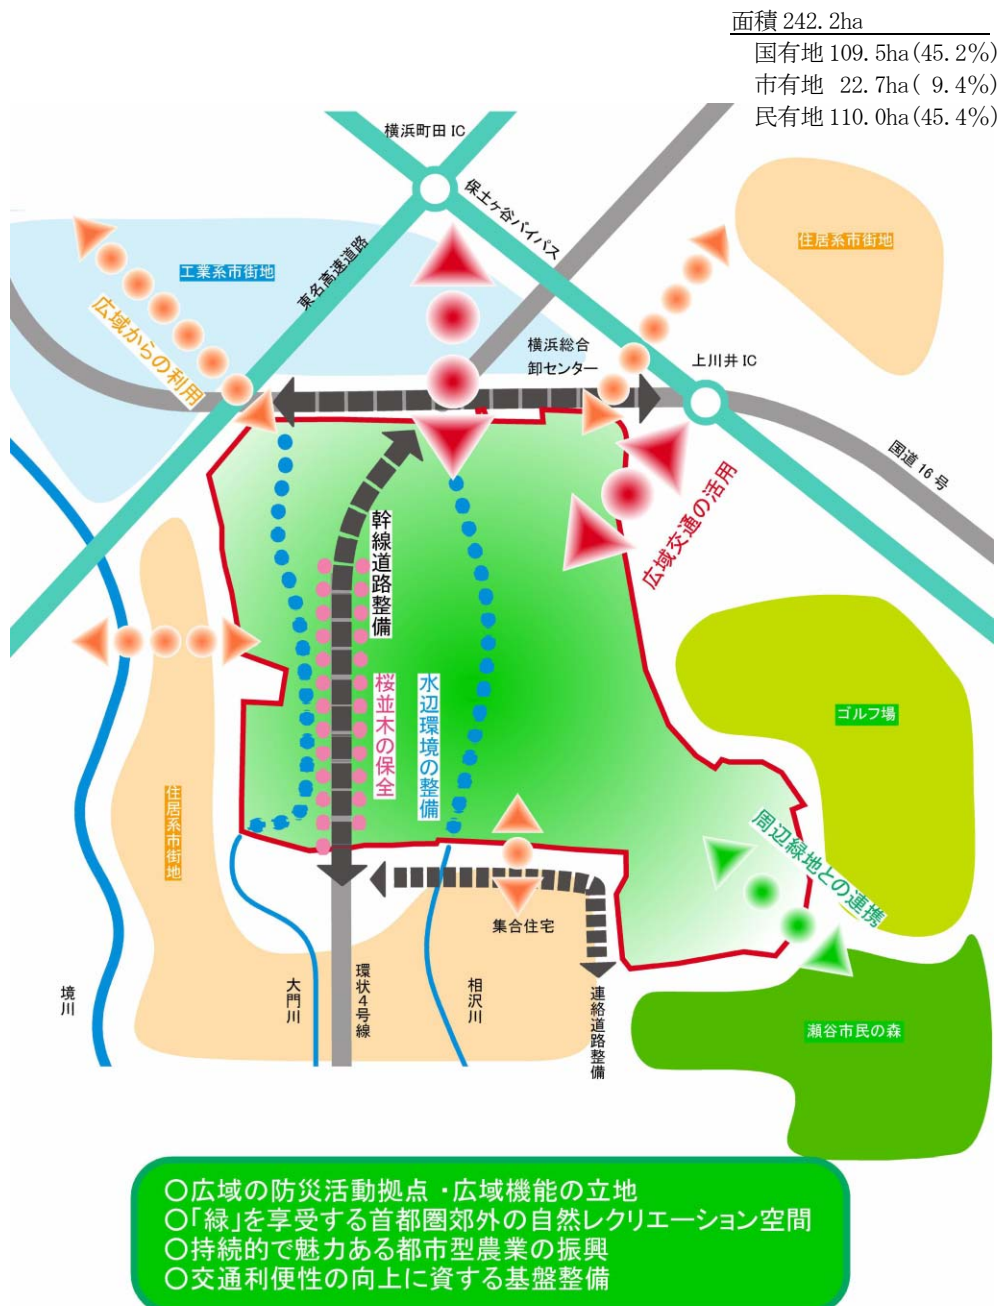 面積 242.2ha
国有地 109.5ha(45.2%)
市有地 22.7ha( 9.4%)
民有地 110.0ha(45.4%)
横浜町田 IC
保土ヶ谷バイパス
住居系市街地
工業系市街地
東名高速道路
広域からの利用
横浜総合
卸センター
上川井 IC
国道 16 号
広域交通の活用
幹線道路整備
桜並木の保全
水辺環境の整備
ゴルフ場
住居系市街地
周辺緑地との連携
集合住宅
境川
大門川
環状4号線
相沢川
連絡道路整備
瀬谷市民の森
○広域の防災活動拠点・広域機能の立地
○「緑」を享受する首都圏郊外の自然レクリエーション空間
○持続的で魅力ある都市型農業の振興
○交通利便性の向上に資する基盤整備